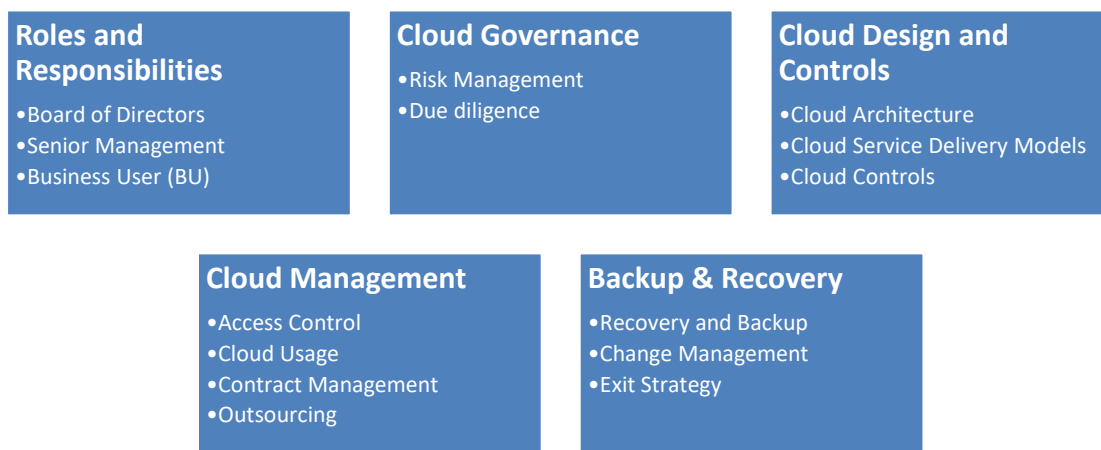 Roles and
Responsibilities
•Board of Directors
•Senior Management
•Business User (BU)
Cloud Governance
•Risk Management
•Due diligence
Cloud Design and
Controls
•Cloud Architecture
•Cloud Service Delivery Models
•Cloud Controls
Cloud Management
•Access Control
•Cloud Usage
•Contract Management
•Outsourcing
Backup & Recovery
•Recovery and Backup
•Change Management
•Exit Strategy